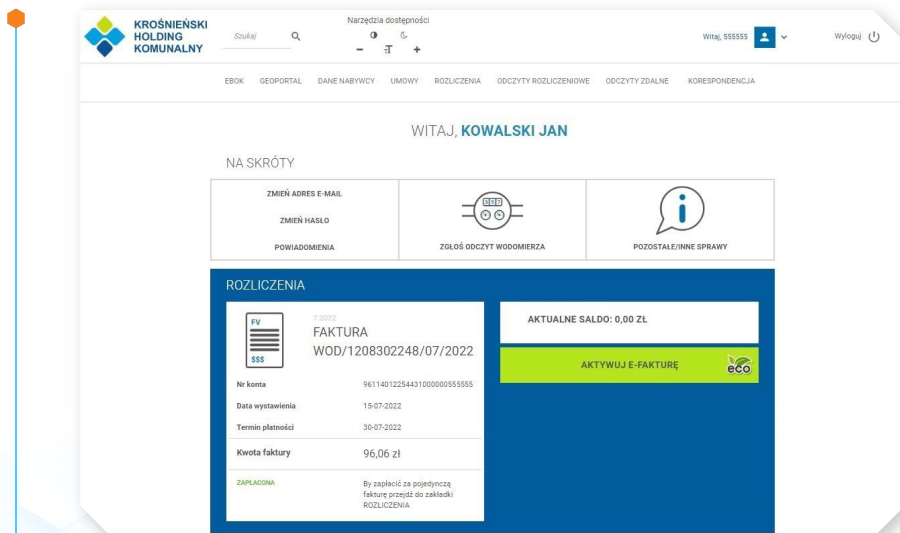 KROŚNIEŃSKI
HOLDING
KOMUNALNY
Szukaj
Narzędzia dostępności
Witaj, 555555
Wyloguj
EBOK GEOPORTAL DANE NABYWCY UMOWY ROZLICZENIA ODCZYTY ROZLICZENIOWE ODCZYTY ZDALNE KORESPONDENCJA
WITAJ, KOWALSKI JAN
NA SKRÓTY
ZMIEŃ ADRES E-MAIL
ZMIEŃ HASŁO
POWIADOMIENIA
357
ZGŁOŚ ODCZYT WODOMIERZA
POZOSTAŁE/INNE SPRAWY
ROZLICZENIA
FV
$$$
7.2022
FAKTURA
WOD/1208302248/07/2022
Nr konta 96114012254431000000555555
Data wystawienia 15-07-2022
Termin płatności 30-07-2022
Kwota faktury 96,06 zł
ZAPŁACONA
By zapłacić za pojedynczą
fakturę przejdź do zakładki
ROZLICZENIA
AKTUALNE SALDO: 0,00 ZŁ
AKTYWUJ E-FAKTURĘ
eco